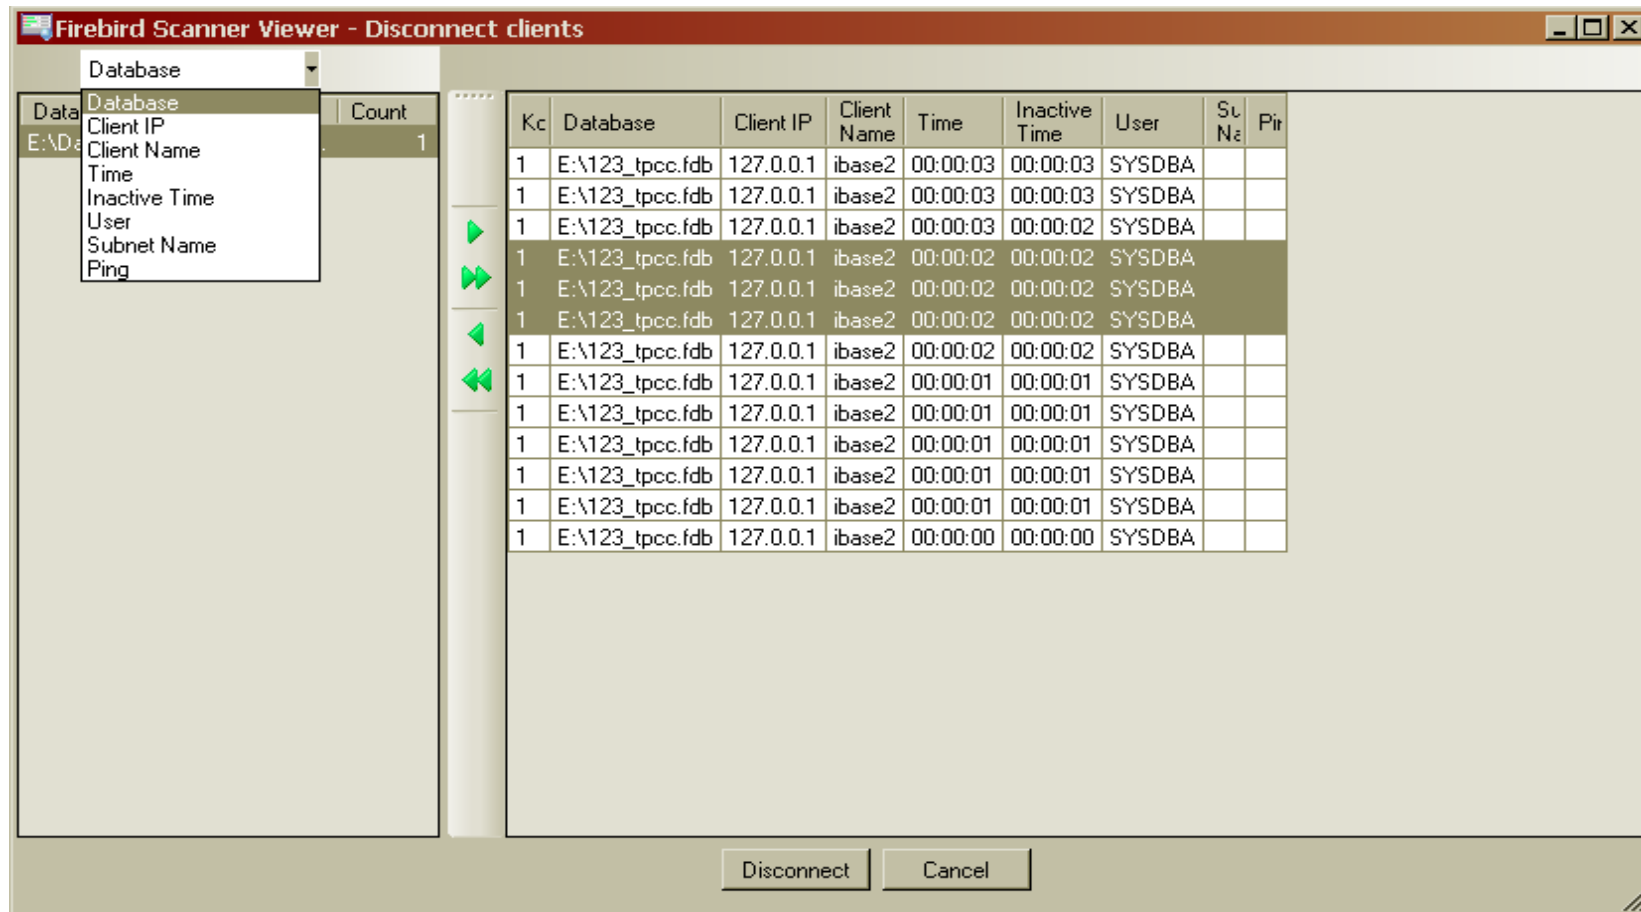 Firebird Scanner Viewer - Disconnect clients
Database
Database
Client IP
Client Name
Time
Inactive Time
User
Subnet Name
Ping
Data Count
E:\Da . 1
Kc Database Client IP Client Name Time Inactive Time User Su Na Pir
1 E:\123_tpcc.fdb 127.0.0.1 ibase2 00:00:03 00:00:03 SYSDBA
1 E:\123_tpcc.fdb 127.0.0.1 ibase2 00:00:03 00:00:03 SYSDBA
1 E:\123_tpcc.fdb 127.0.0.1 ibase2 00:00:03 00:00:02 SYSDBA
1 E:\123_tpcc.fdb 127.0.0.1 ibase2 00:00:02 00:00:02 SYSDBA
1 E:\123_tpcc.fdb 127.0.0.1 ibase2 00:00:02 00:00:02 SYSDBA
1 E:\123_tpcc.fdb 127.0.0.1 ibase2 00:00:02 00:00:02 SYSDBA
1 E:\123_tpcc.fdb 127.0.0.1 ibase2 00:00:02 00:00:02 SYSDBA
1 E:\123_tpcc.fdb 127.0.0.1 ibase2 00:00:01 00:00:01 SYSDBA
1 E:\123_tpcc.fdb 127.0.0.1 ibase2 00:00:01 00:00:01 SYSDBA
1 E:\123_tpcc.fdb 127.0.0.1 ibase2 00:00:01 00:00:01 SYSDBA
1 E:\123_tpcc.fdb 127.0.0.1 ibase2 00:00:01 00:00:01 SYSDBA
1 E:\123_tpcc.fdb 127.0.0.1 ibase2 00:00:01 00:00:01 SYSDBA
1 E:\123_tpcc.fdb 127.0.0.1 ibase2 00:00:00 00:00:00 SYSDBA
Disconnect Cancel